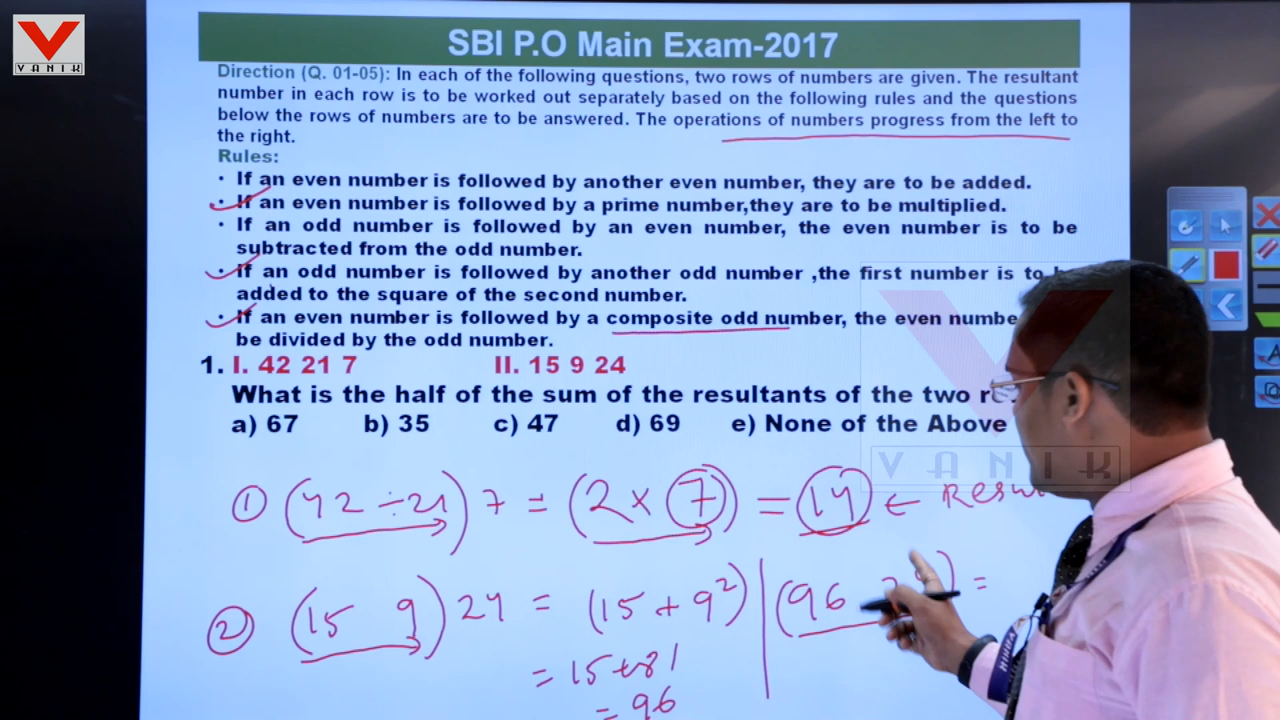 VANIK
SBI P.O Main Exam-2017
Direction (Q. 01-05): In each of the following questions, two rows of numbers are given. The resultant
number in each row is to be worked out separately based on the following rules and the questions
below the rows of numbers are to be answered. The operations of numbers progress from the left to
the right.
Rules:
· If an even number is followed by another even number, they are to be added.
· If an even number is followed by a prime number,they are to be multiplied.
· If an odd number is followed by an even number, the even number is to be
subtracted from the odd number.
· If an odd number is followed by another odd number ,the first number is to
added to the square of the second number.
· If an even number is followed by a composite odd number, the even
be divided by the odd number.
1. I. 42 21 7 II. 15 9 24
What is the half of the sum of the resultants of the two
a) 67 b) 35 c) 47 d) 69 e) None of the Above
VANIK
① (42 ÷ 21) 7 = (2 × 7) = 14 ←
② (15 9) 24 = (15 + 9²) (96 ) =
= 15 + 81
= 96